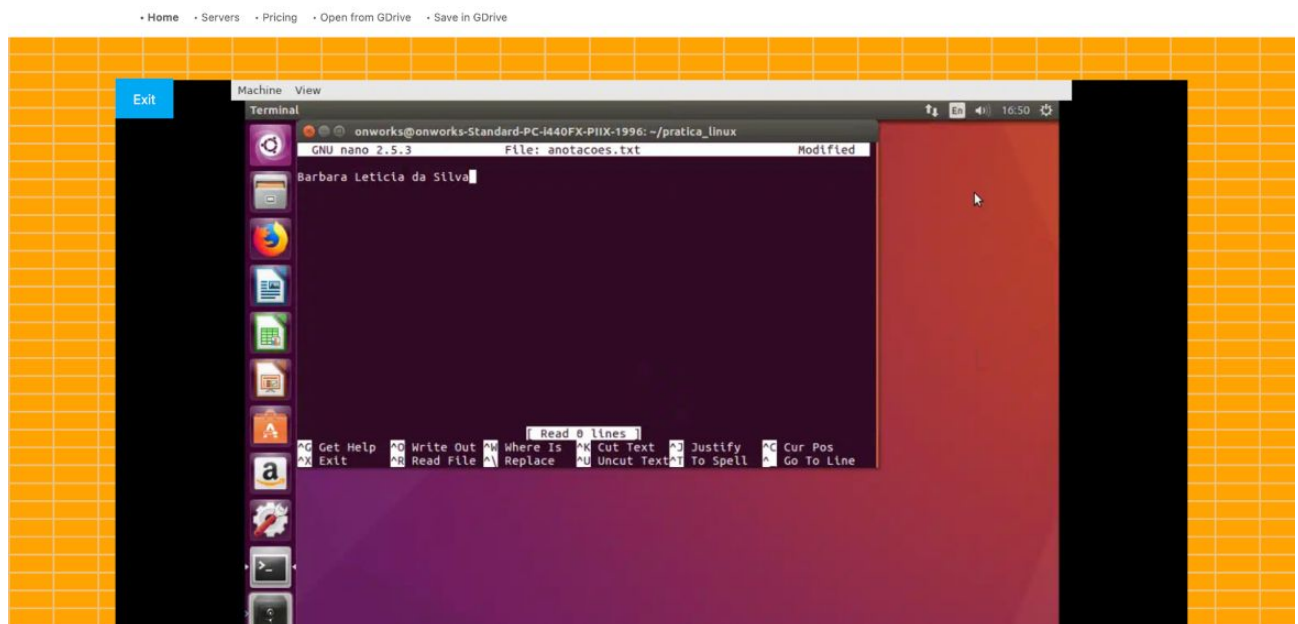 • Home • Servers • Pricing • Open from GDrive • Save in GDrive
Exit
Machine View
Terminal
En 16:50
onworks@onworks-Standard-PC-i440FX-PIIX-1996: ~/pratica_linux
GNU nano 2.5.3 File: anotacoes.txt Modified
Barbara Leticia da Silva
[ Read 0 lines ]
^G Get Help ^O Write Out ^W Where Is ^K Cut Text ^J Justify ^C Cur Pos
^X Exit ^R Read File ^\ Replace ^U Uncut Text ^T To Spell ^_ Go To Line